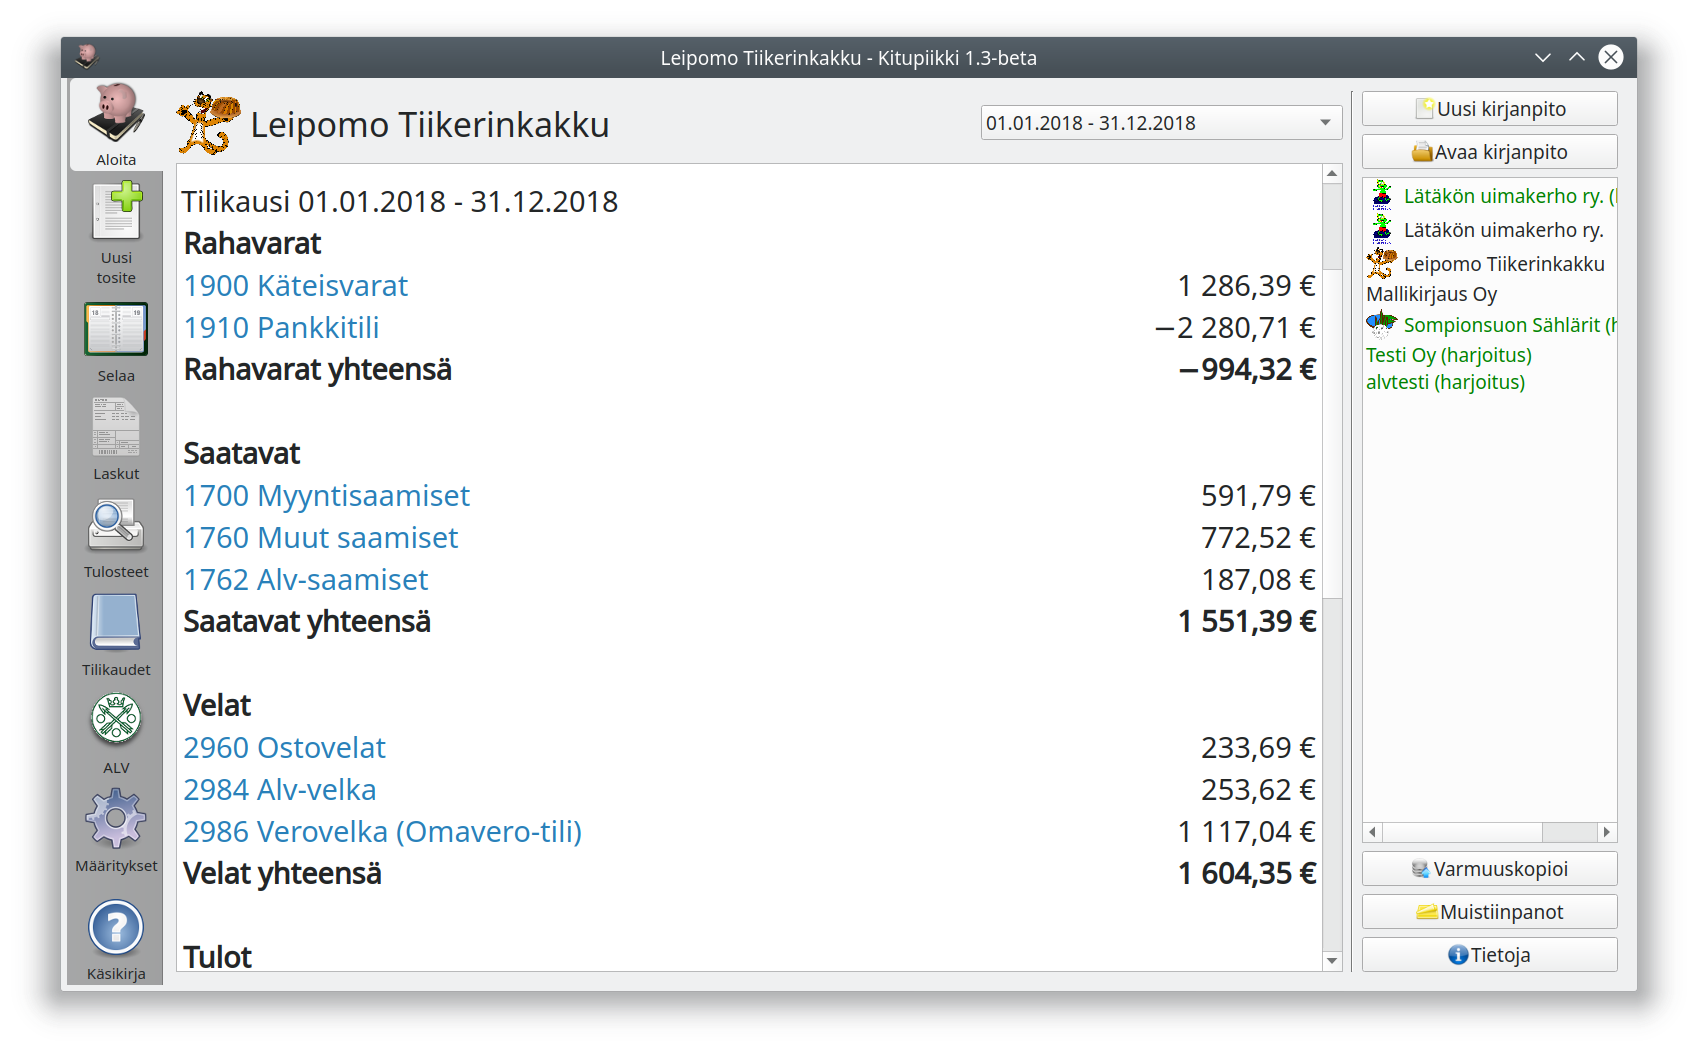 Leipomo Tiikerinkakku - Kitupiikki 1.3-beta
Aloita
Uusi
tosite
Selaa
Laskut
Tulosteet
Tilikaudet
ALV
Määritykset
Käsikirja
Leipomo Tiikerinkakku
01.01.2018 - 31.12.2018
Tilikausi 01.01.2018 - 31.12.2018
Rahavarat
1900 Käteisvarat 1 286,39 €
1910 Pankkitili −2 280,71 €
Rahavarat yhteensä −994,32 €
Saatavat
1700 Myyntisaamiset 591,79 €
1760 Muut saamiset 772,52 €
1762 Alv-saamiset 187,08 €
Saatavat yhteensä 1 551,39 €
Velat
2960 Ostovelat 233,69 €
2984 Alv-velka 253,62 €
2986 Verovelka (Omavero-tili) 1 117,04 €
Velat yhteensä 1 604,35 €
Tulot
Uusi kirjanpito
Avaa kirjanpito
Lätäkön uimakerho ry. (
Lätäkön uimakerho ry.
Leipomo Tiikerinkakku
Mallikirjaus Oy
Sompionsuon Sählärit (h
Testi Oy (harjoitus)
alvtesti (harjoitus)
Varmuuskopioi
Muistiinpanot
Tietoja